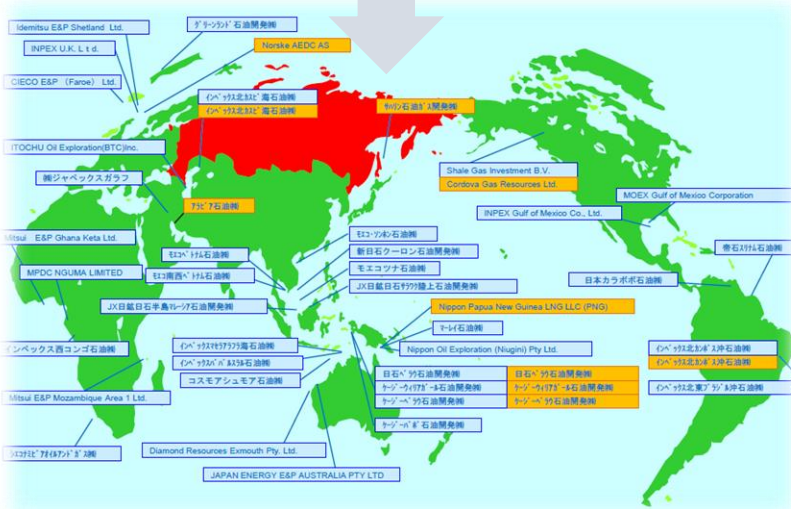 Idemitsu E&P Shetland Ltd.
グリーンランド石油開発㈱
INPEX U.K. Ltd.
Norske AEDC AS
CIECO E&P (Faroe) Ltd.
インペックス北カスピ海石油㈱
インペックス北カスピ海石油㈱
サハリン石油ガス開発㈱
ITOCHU Oil Exploration(BTC)Inc.
㈱ジャペックスガラフ
アラビア石油㈱
Shale Gas Investment B.V.
Cordova Gas Resources Ltd.
MOEX Gulf of Mexico Corporation
INPEX Gulf of Mexico Co., Ltd.
Mitsui E&P Ghana Keta Ltd.
モエコ・ソンホン石油㈱
モエコベトナム石油㈱
新日石クーロン石油開発㈱
帝石スリナム石油㈱
MPDC NGUMA LIMITED
モエコ南西ベトナム石油㈱
モエコツナ石油㈱
日本カラボボ石油㈱
JX日鉱日石サラワク陸上石油開発㈱
JX日鉱日石半島マレーシア石油開発㈱
Nippon Papua New Guinea LNG LLC (PNG)
マーレイ石油㈱
インペックス西コンゴ石油㈱
インペックスマセリアラフラ海石油㈱
Nippon Oil Exploration (Niugini) Pty Ltd.
インペックス北カンポス沖石油㈱
インペックスババルスラル石油㈱
インペックス北カンポス沖石油㈱
コスモアシュモア石油㈱
日石ベラウ石油開発㈱
日石ベラウ石油開発㈱
ケージーウィリアガール石油開発㈱
ケージーウィリアガール石油開発㈱
インペックス北東ブラジル沖石油㈱
Mitsui E&P Mozambique Area 1 Ltd.
ケージーベラウ石油開発㈱
ケージーベラウ石油開発㈱
石油開発㈱
Diamond Resources Exmouth Pty. Ltd.
JAPAN ENERGY E&P AUSTRALIA PTY LTD